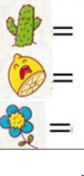 =
=
=